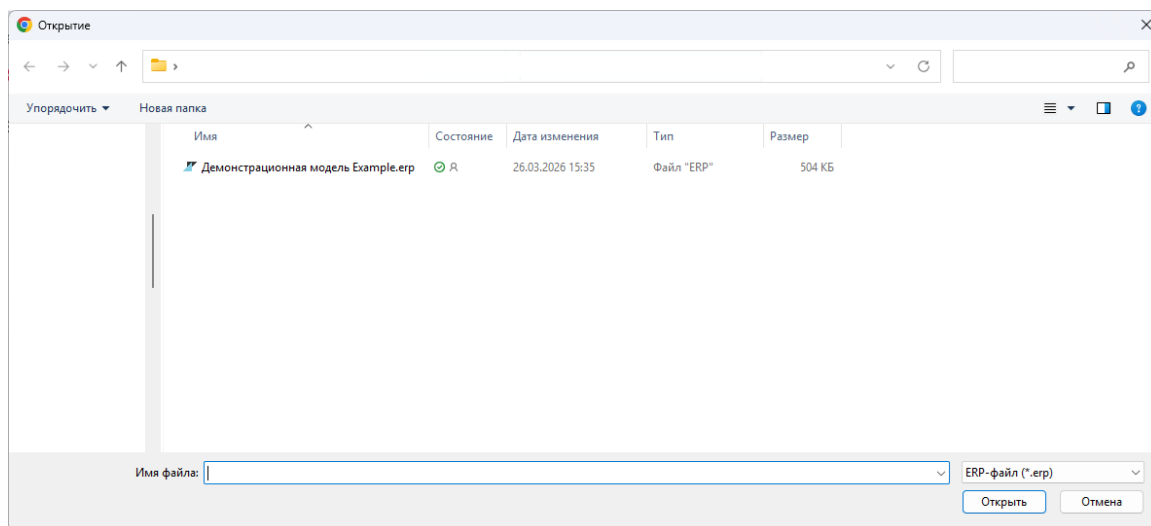 Открытие
Упорядочить Новая папка
Имя Состояние Дата изменения Тип Размер
Демонстрационная модель Example.erp 26.03.2026 15:35 Файл "ERP" 504 КБ
Имя файла: ERP-файл (*.erp)
Открыть Отмена